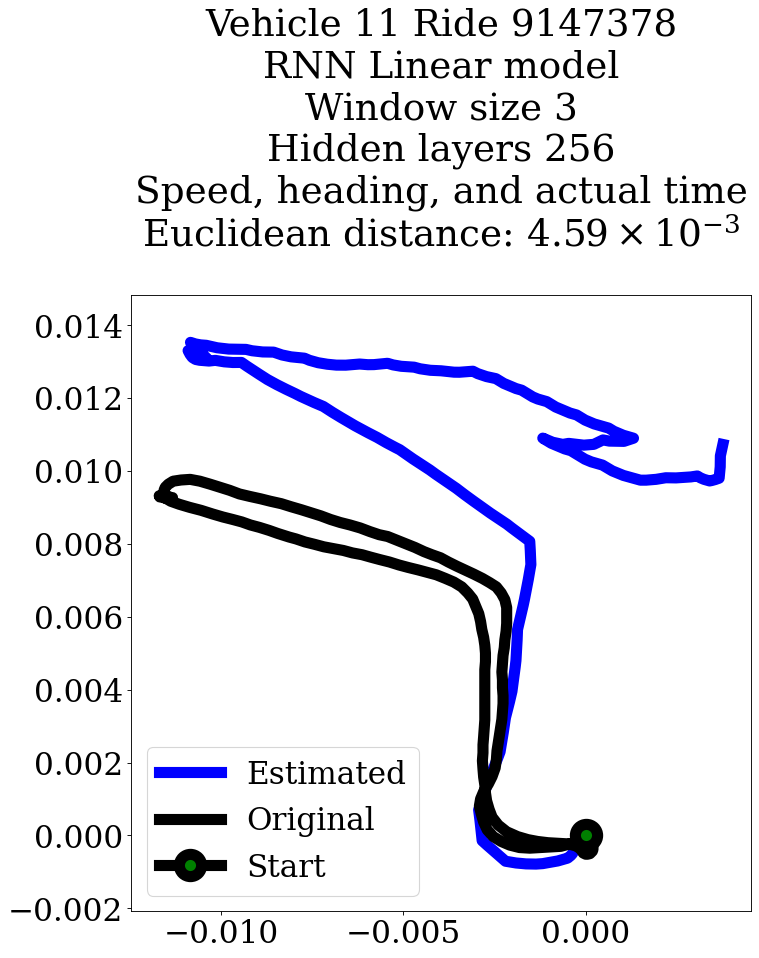 Vehicle 11 Ride 9147378
RNN Linear model
Window size 3
Hidden layers 256
Speed, heading, and actual time
Euclidean distance: 4.59 × 10⁻³
0.014
0.012
0.010
0.008
0.006
0.004
0.002
0.000
−0.002
Estimated
Original
Start
−0.010
−0.005
0.000